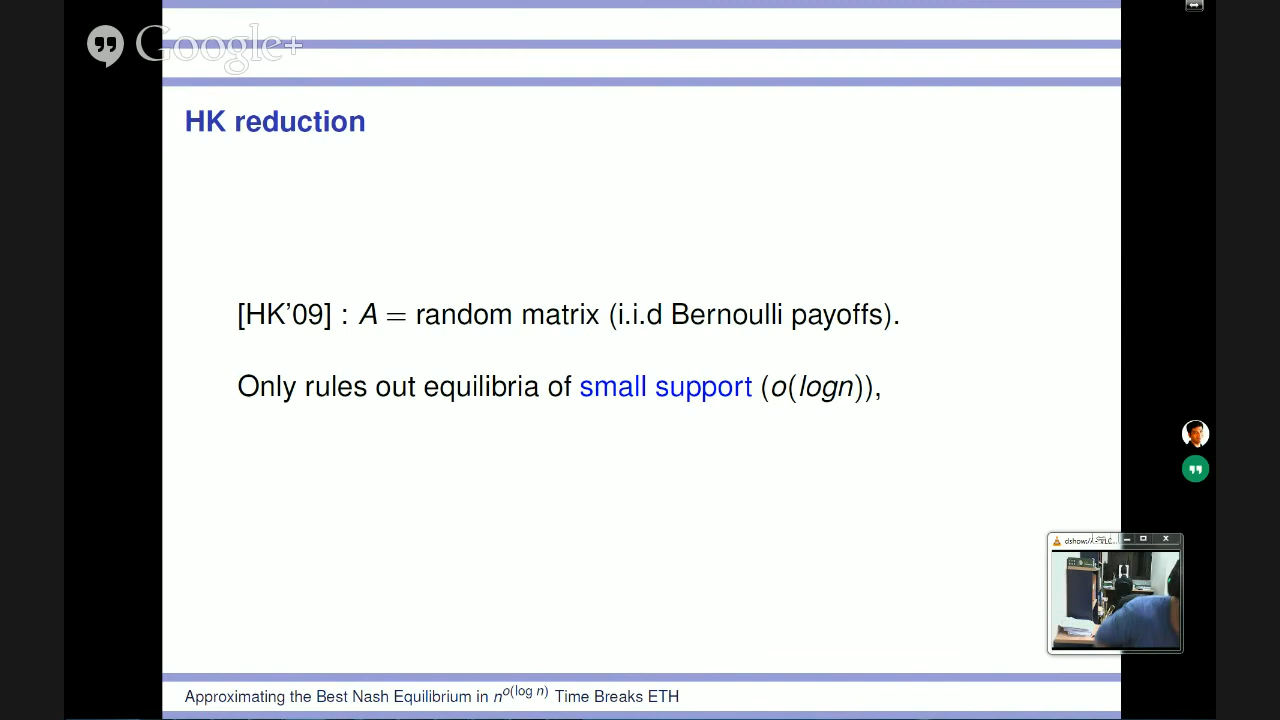 Google+
HK reduction
[HK'09] : A = random matrix (i.i.d Bernoulli payoffs).
Only rules out equilibria of small support (o(logn)),
Approximating the Best Nash Equilibrium in n^{o(log n)} Time Breaks ETH